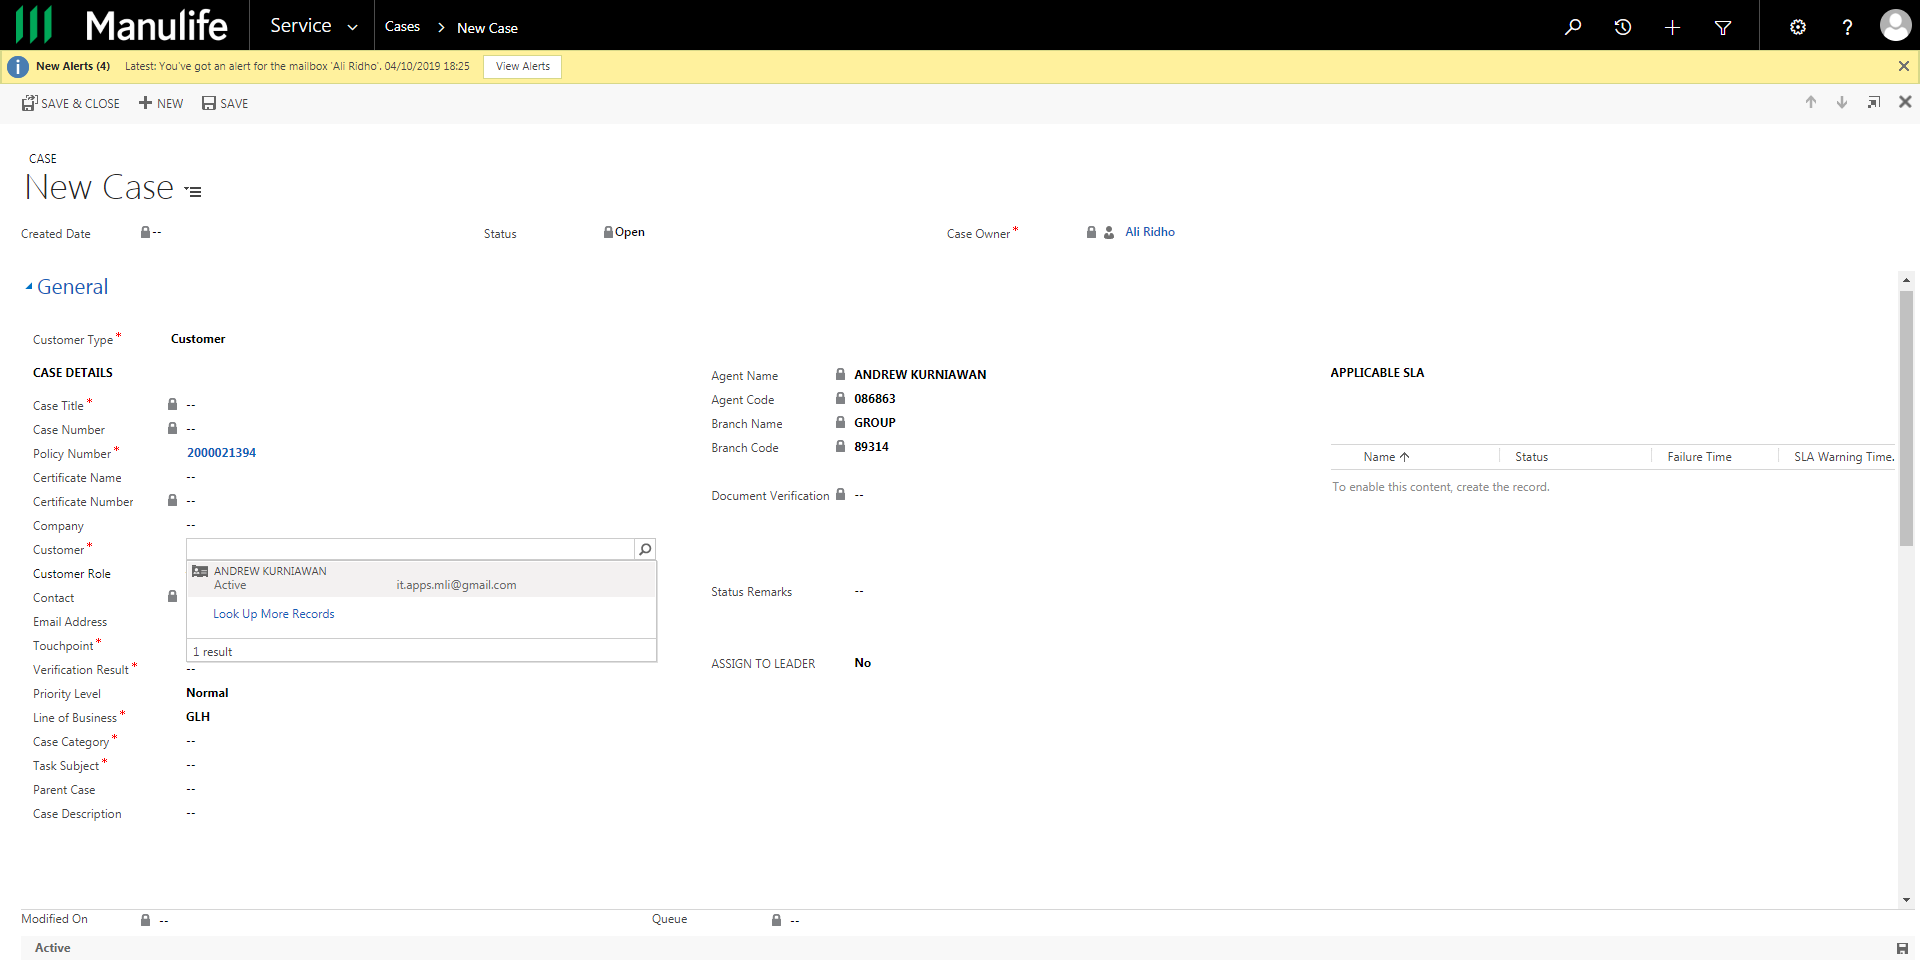 Manulife Service Cases New Case ?
New Alerts (4) Latest: You've got an alert for the mailbox 'Ali Ridho'. 04/10/2019 18:25 View Alerts
SAVE & CLOSE NEW SAVE
CASE
New Case
Created Date -- Status Open Case Owner* Ali Ridho
General
Customer Type* Customer
CASE DETAILS
Case Title* --
Case Number --
Policy Number* 2000021394
Certificate Name --
Certificate Number --
Company --
Customer*
ANDREW KURNIAWAN
Active it.apps.mli@gmail.com
Look Up More Records
1 result
Customer Role
Contact
Email Address
Touchpoint*
Verification Result* --
Priority Level Normal
Line of Business* GLH
Case Category* --
Task Subject* --
Parent Case --
Case Description --
Agent Name ANDREW KURNIAWAN
Agent Code 086863
Branch Name GROUP
Branch Code 89314
Document Verification --
Status Remarks --
ASSIGN TO LEADER No
APPLICABLE SLA
Name Status Failure Time SLA Warning Time.
To enable this content, create the record.
Modified On -- Queue --
Active